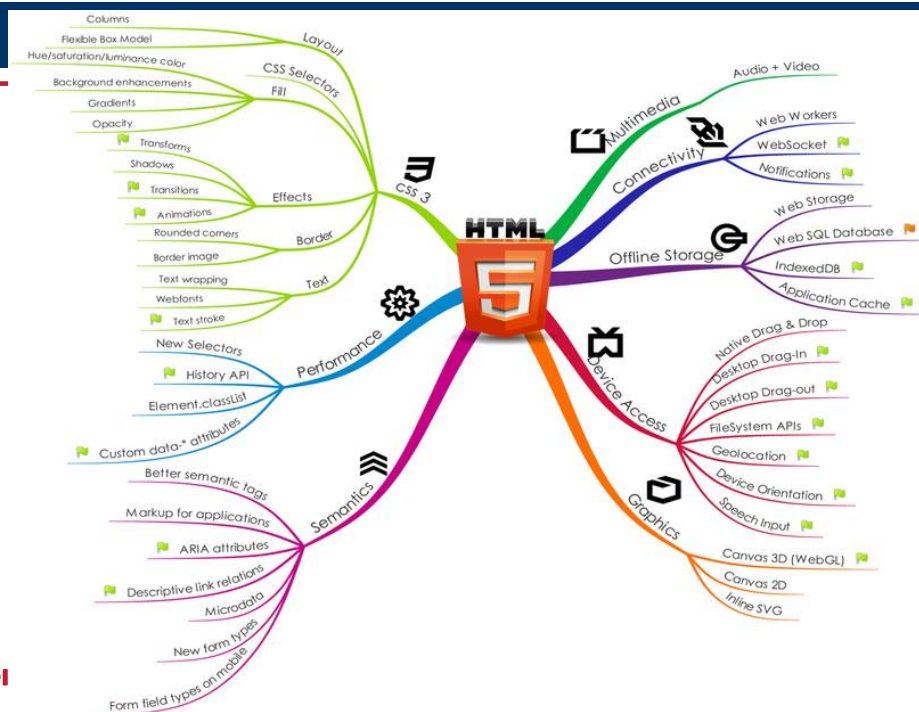 HTML
5
CSS 3
Layout
Columns
Flexible Box Model
CSS Selectors
Fill
Hue/saturation/luminance color
Background enhancements
Gradients
Opacity
Effects
Transforms
Shadows
Transitions
Animations
Border
Rounded corners
Border image
Text
Text wrapping
Webfonts
Text stroke
Performance
New Selectors
History API
Element.classList
Custom data-* attributes
Semantics
Better semantic tags
Markup for applications
ARIA attributes
Descriptive link relations
Microdata
New form types
Form field types on mobile
Multimedia
Audio + Video
Connectivity
Web Workers
WebSocket
Notifications
Offline Storage
Web Storage
Web SQL Database
IndexedDB
Application Cache
Device Access
Native Drag & Drop
Desktop Drag-In
Desktop Drag-out
FileSystem APIs
Geolocation
Device Orientation
Speech Input
Graphics
Canvas 3D (WebGL)
Canvas 2D
Inline SVG